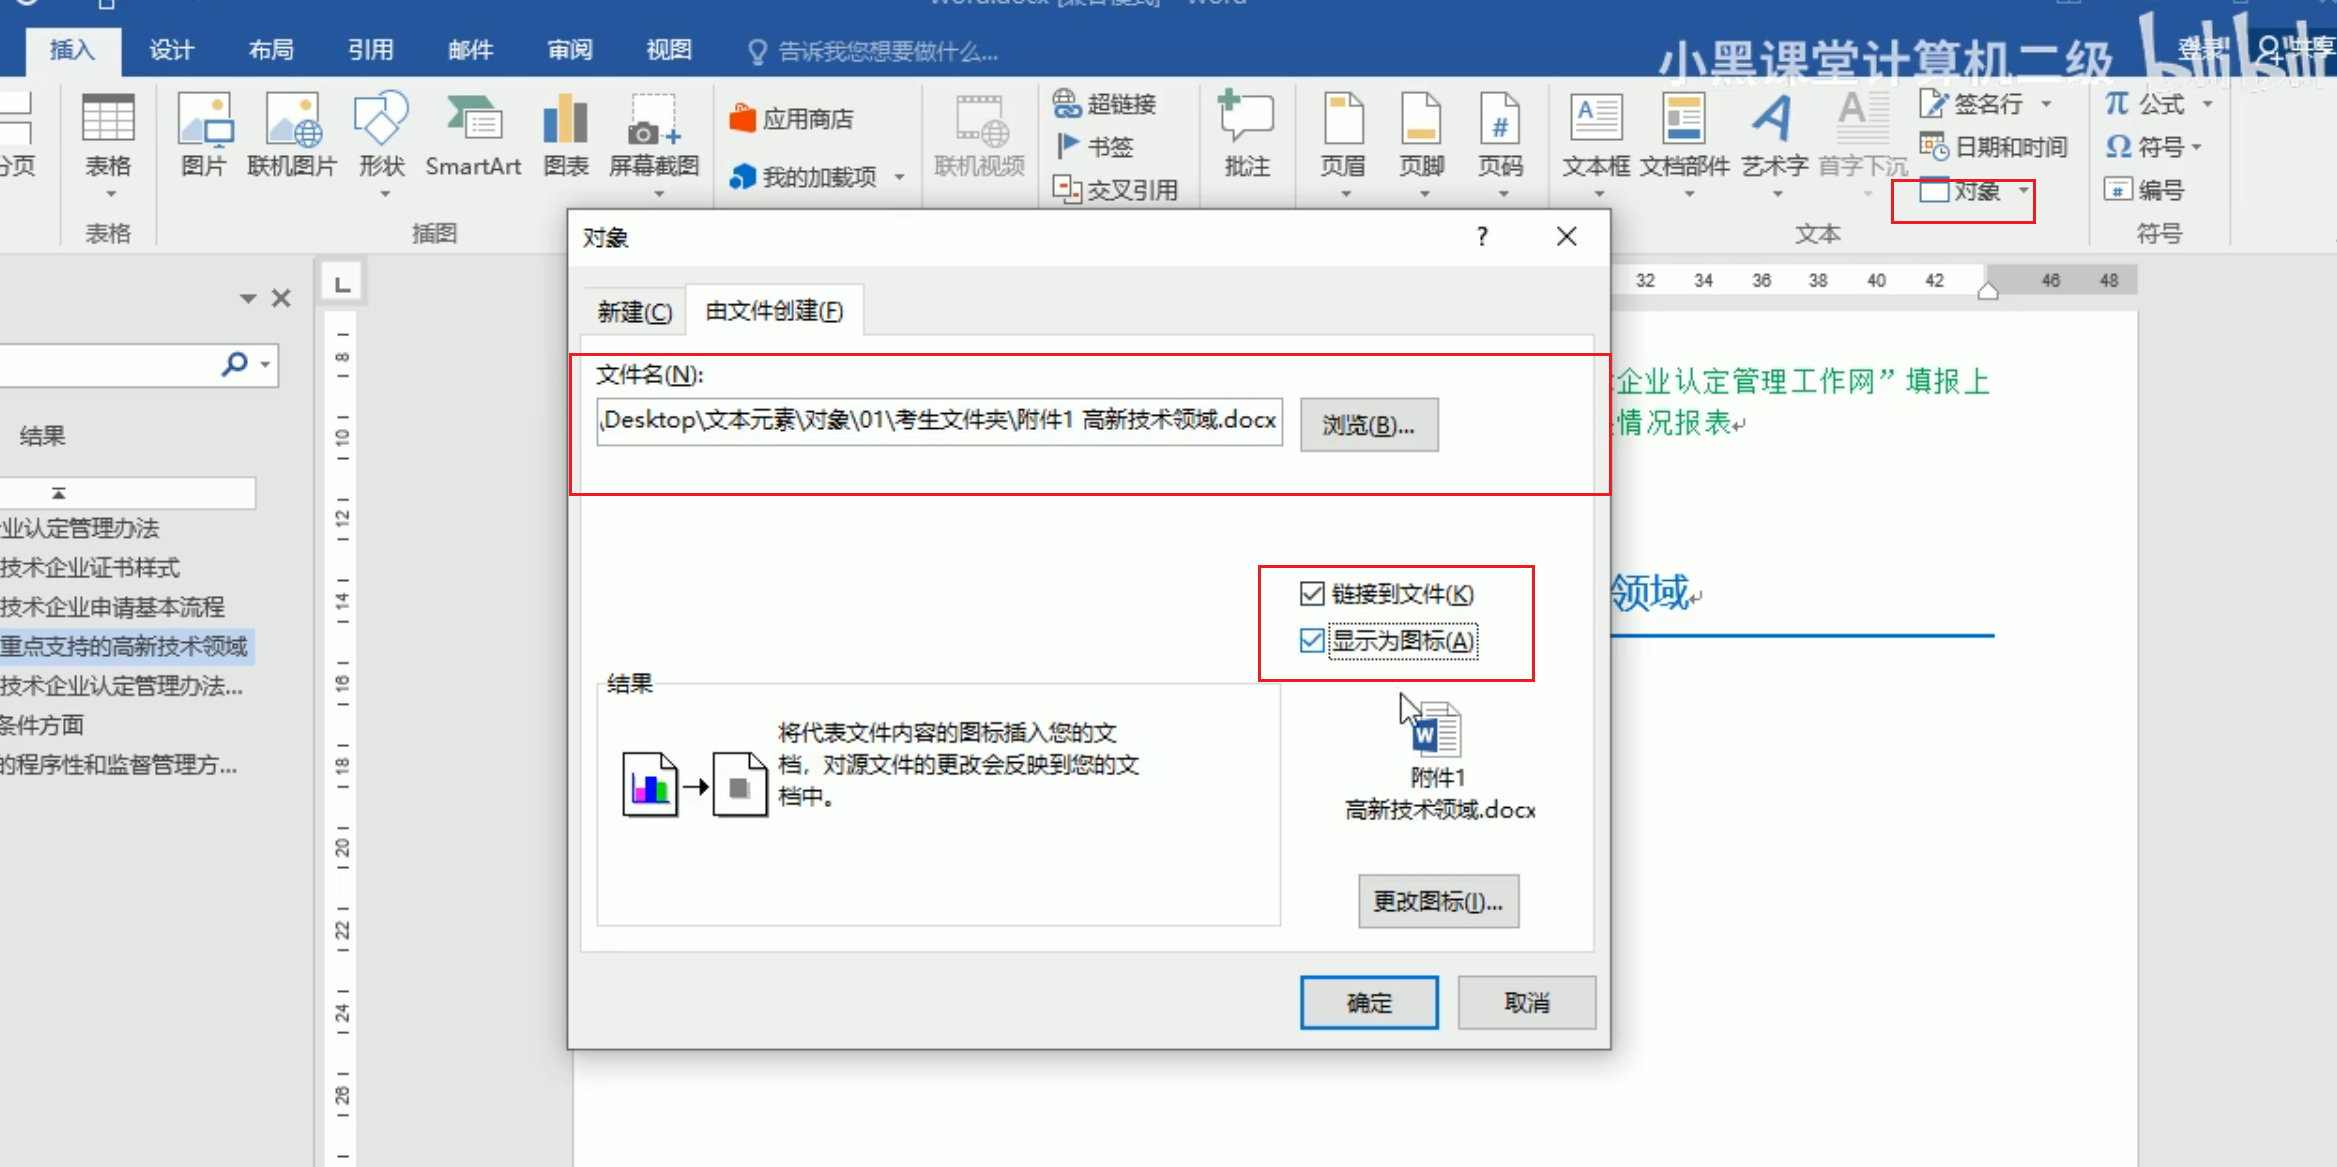 插入 设计 布局 引用 邮件 审阅 视图 告诉我您想要做什么...
小黑课堂计算机二级
bilibili
登录 共享
分页
表格
图片 联机图片 形状 SmartArt 图表 屏幕截图
应用商店
我的加载项
联机视频
超链接
书签
交叉引用
批注
页眉 页脚 页码
文本框 文档部件 艺术字 首字下沉
签名行
日期和时间
对象
π 公式
Ω 符号
# 编号
表格 插图 文本 符号
对象 ? ×
新建(C) 由文件创建(F)
文件名(N):
\Desktop\文本元素\对象\01\考生文件夹\附件1 高新技术领域.docx
浏览(B)...
链接到文件(K)
显示为图标(A)
结果
将代表文件内容的图标插入您的文
档，对源文件的更改会反映到您的文
档中。
附件1
高新技术领域.docx
更改图标(I)...
确定 取消
结果
业认定管理办法
技术企业证书样式
技术企业申请基本流程
重点支持的高新技术领域
技术企业认定管理办法...
条件方面
的程序性和监督管理方...
L
8
10
12
14
16
18
20
22
24
26
32 34 36 38 40 42 46 48
企业认定管理工作网”填报上
情况报表
领域